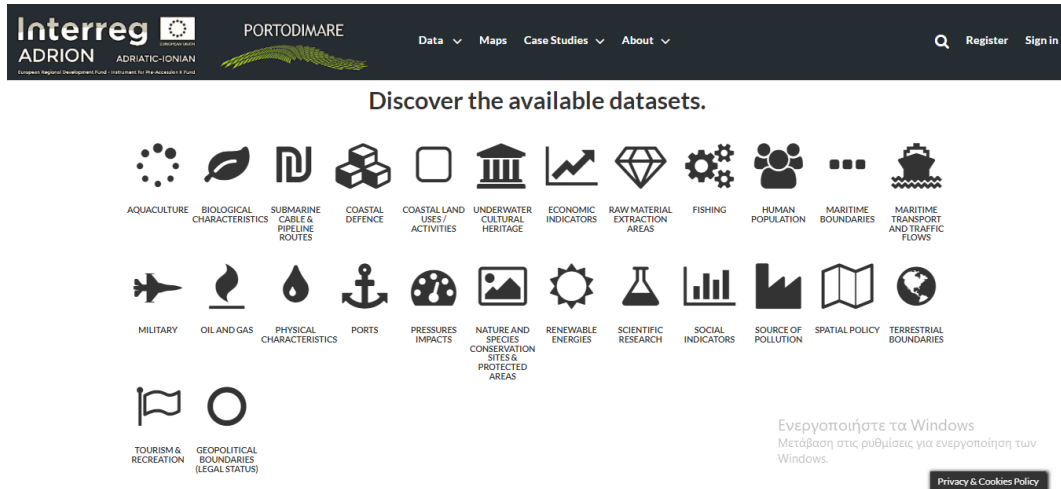 Interreg
EUROPEAN UNION
ADRION ADRIATIC-IONIAN
European Regional Development Fund - Instrument for Pre-Accession II Fund
PORTODIMARE
Data Maps Case Studies About Register Sign in
Discover the available datasets.
AQUACULTURE
BIOLOGICAL
CHARACTERISTICS
SUBMARINE
CABLE &
PIPELINE
ROUTES
COASTAL
DEFENCE
COASTAL LAND
USES /
ACTIVITIES
UNDERWATER
CULTURAL
HERITAGE
ECONOMIC
INDICATORS
RAW MATERIAL
EXTRACTION
AREAS
FISHING
HUMAN
POPULATION
MARITIME
BOUNDARIES
MARITIME
TRANSPORT
AND TRAFFIC
FLOWS
MILITARY
OIL AND GAS
PHYSICAL
CHARACTERISTICS
PORTS
PRESSURES
IMPACTS
NATURE AND
SPECIES
CONSERVATION
SITES &
PROTECTED
AREAS
RENEWABLE
ENERGIES
SCIENTIFIC
RESEARCH
SOCIAL
INDICATORS
SOURCE OF
POLLUTION
SPATIAL POLICY
TERRESTRIAL
BOUNDARIES
TOURISM &
RECREATION
GEOPOLITICAL
BOUNDARIES
(LEGAL STATUS)
Ενεργοποιήστε τα Windows
Μετάβαση στις ρυθμίσεις για ενεργοποίηση των
Windows.
Privacy & Cookies Policy